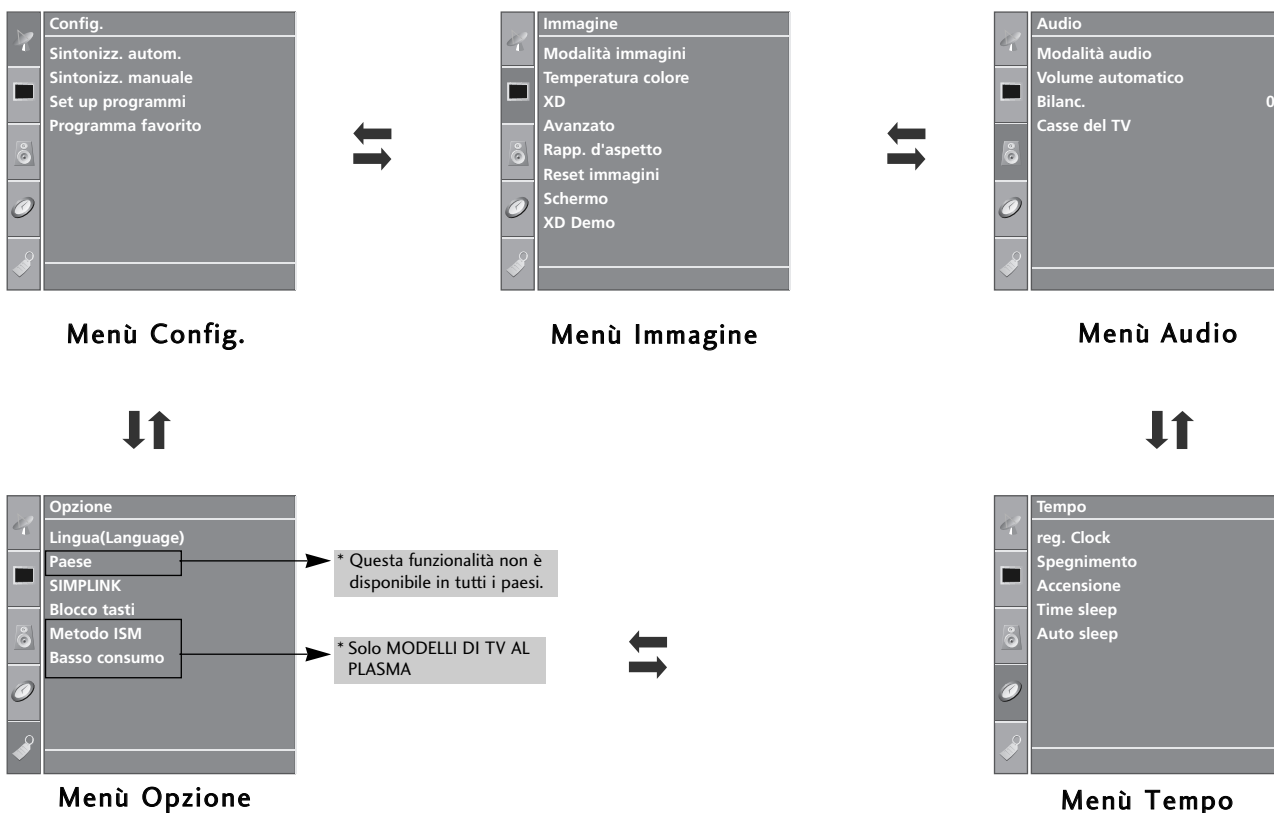 Config.
Sintonizz. autom.
Sintonizz. manuale
Set up programmi
Programma favorito
Menù Config.
Immagine
Modalità immagini
Temperatura colore
XD
Avanzato
Rapp. d'aspetto
Reset immagini
Schermo
XD Demo
Menù Immagine
Audio
Modalità audio
Volume automatico
Bilanc. 0
Casse del TV
Menù Audio
Opzione
Lingua(Language)
Paese
SIMPLINK
Blocco tasti
Metodo ISM
Basso consumo
* Questa funzionalità non è
disponibile in tutti i paesi.
* Solo MODELLI DI TV AL
PLASMA
Menù Opzione
Tempo
reg. Clock
Spegnimento
Accensione
Time sleep
Auto sleep
Menù Tempo